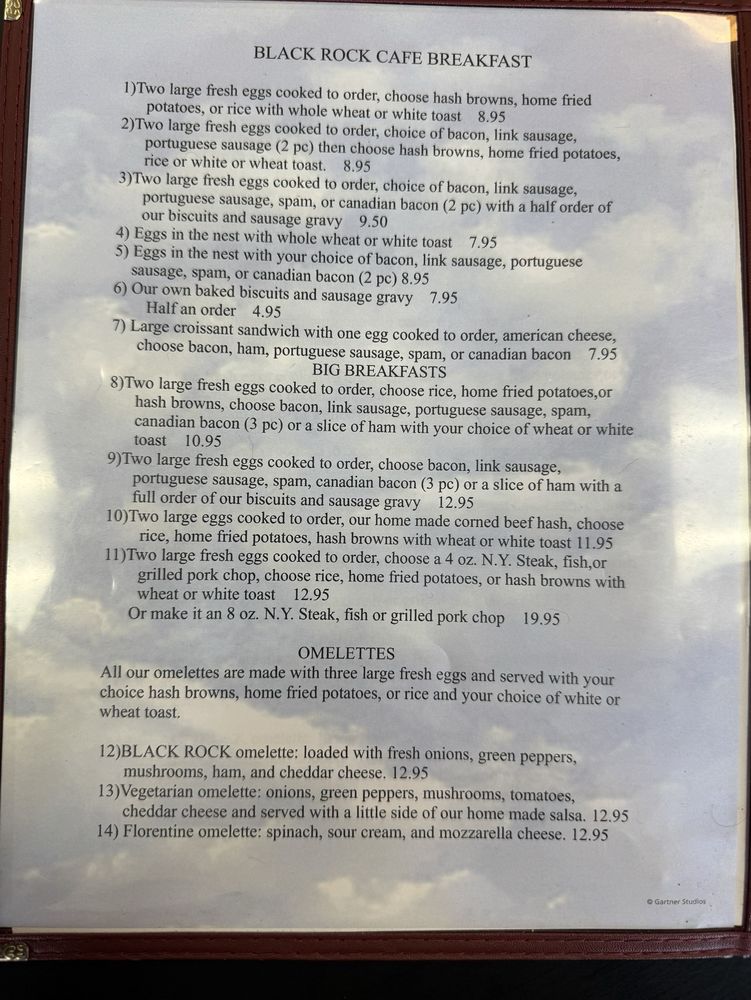 BLACK ROCK CAFE BREAKFAST
1)Two large fresh eggs cooked to order, choose hash browns, home fried
potatoes, or rice with whole wheat or white toast 8.95
2)Two large fresh eggs cooked to order, choice of bacon, link sausage,
portuguese sausage (2 pc) then choose hash browns, home fried potatoes,
rice or white or wheat toast. 8.95
3)Two large fresh eggs cooked to order, choice of bacon, link sausage,
portuguese sausage, spam, or canadian bacon (2 pc) with a half order of
our biscuits and sausage gravy 9.50
4) Eggs in the nest with whole wheat or white toast 7.95
5) Eggs in the nest with your choice of bacon, link sausage, portuguese
sausage, spam, or canadian bacon (2 pc) 8.95
6) Our own baked biscuits and sausage gravy 7.95
Half an order 4.95
7) Large croissant sandwich with one egg cooked to order, american cheese,
choose bacon, ham, portuguese sausage, spam, or canadian bacon 7.95
BIG BREAKFASTS
8)Two large fresh eggs cooked to order, choose rice, home fried potatoes,or
hash browns, choose bacon, link sausage, portuguese sausage, spam,
canadian bacon (3 pc) or a slice of ham with your choice of wheat or white
toast 10.95
9)Two large fresh eggs cooked to order, choose bacon, link sausage,
portuguese sausage, spam, canadian bacon (3 pc) or a slice of ham with a
full order of our biscuits and sausage gravy 12.95
10)Two large eggs cooked to order, our home made corned beef hash, choose
rice, home fried potatoes, hash browns with wheat or white toast 11.95
11)Two large fresh eggs cooked to order, choose a 4 oz. N.Y. Steak, fish,or
grilled pork chop, choose rice, home fried potatoes, or hash browns with
wheat or white toast 12.95
Or make it an 8 oz. N.Y. Steak, fish or grilled pork chop 19.95
OMELETTES
All our omelettes are made with three large fresh eggs and served with your
choice hash browns, home fried potatoes, or rice and your choice of white or
wheat toast.
12)BLACK ROCK omelette: loaded with fresh onions, green peppers,
mushrooms, ham, and cheddar cheese. 12.95
13)Vegetarian omelette: onions, green peppers, mushrooms, tomatoes,
cheddar cheese and served with a little side of our home made salsa. 12.95
14) Florentine omelette: spinach, sour cream, and mozzarella cheese. 12.95
© Gartner Studios